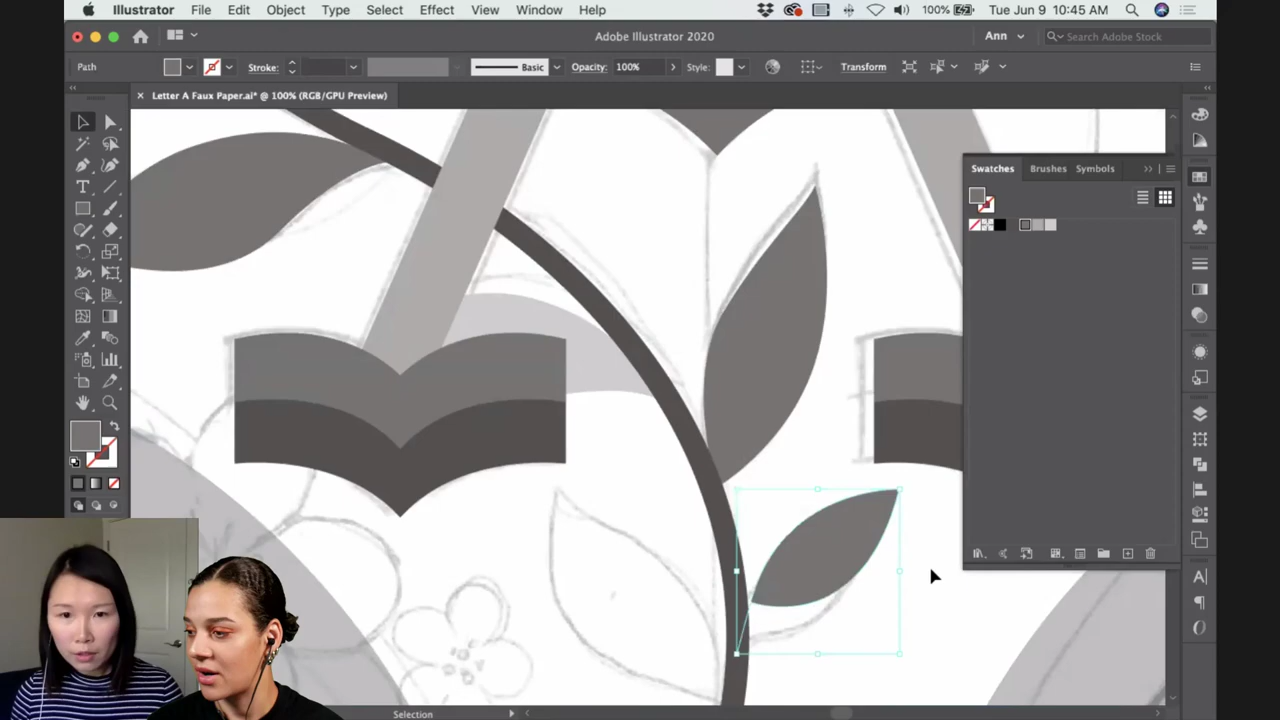 Illustrator File Edit Object Type Select Effect View Window Help 100% Tue Jun 9 10:45 AM
Adobe Illustrator 2020 Ann Search Adobe Stock
Path Stroke: Basic Opacity: 100% Style: Transform
Letter A Faux Paper.ai* @ 100% (RGB/GPU Preview)
Swatches Brushes Symbols
Selection